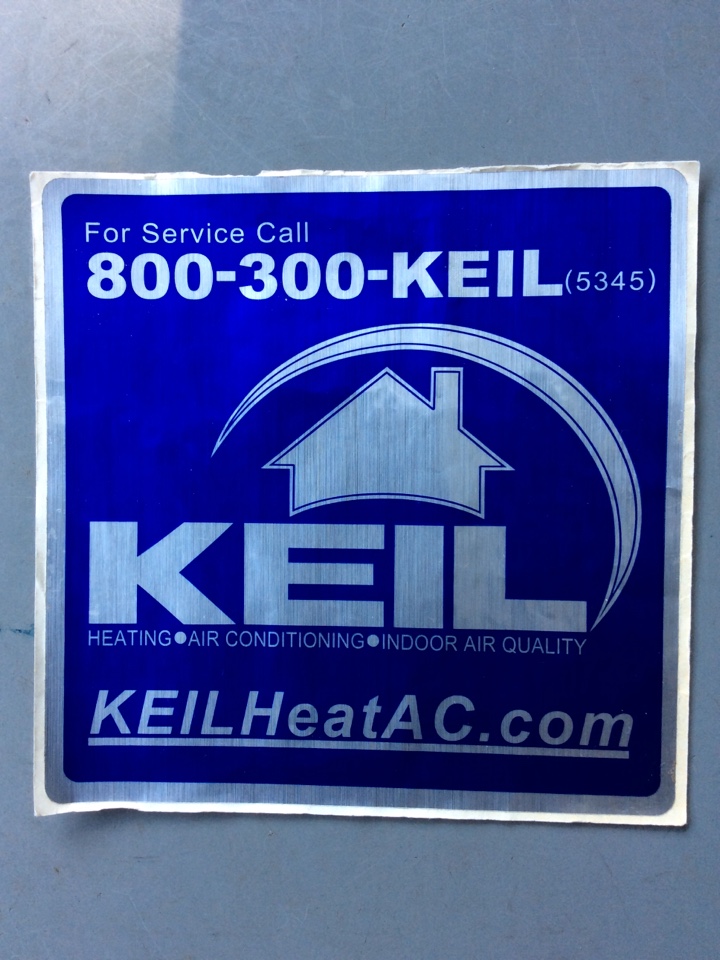 For Service Call
800-300-KEIL(5345)
KEIL
HEATING●AIR CONDITIONING●INDOOR AIR QUALITY
KEILHeatAC.com